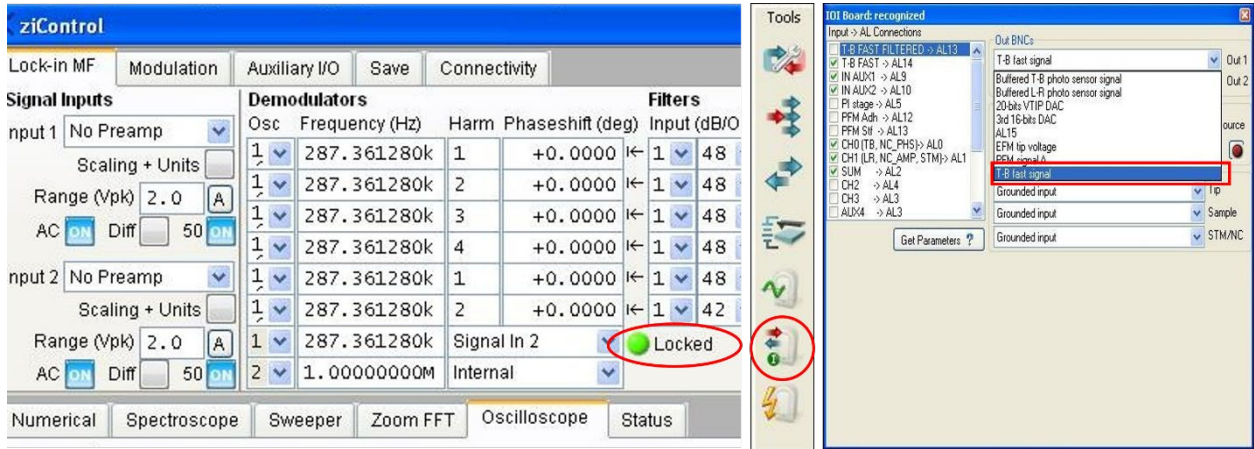 ziControl
Lock-in MF Modulation Auxiliary I/O Save Connectivity
Signal Inputs Demodulators Filters
nput 1 No Preamp Osc Frequency (Hz) Harm Phaseshift (deg) Input (dB/O
1 287.361280k 1 +0.0000 1 48
Scaling + Units
1 287.361280k 2 +0.0000 1 48
Range (Vpk) 2.0 A
1 287.361280k 3 +0.0000 1 48
AC ON Diff 50 ON
1 287.361280k 4 +0.0000 1 48
nput 2 No Preamp
1 287.361280k 1 +0.0000 1 48
Scaling + Units
1 287.361280k 2 +0.0000 1 42
Range (Vpk) 2.0 A
1 287.361280k Signal In 2 Locked
AC ON Diff 50 ON
2 1.00000000M Internal
Numerical Spectroscope Sweeper Zoom FFT Oscilloscope Status
Tools
IOI Board: recognized
Input -> AL Connections
T-B FAST FILTERED -> AL13
T-B FAST -> AL14
IN AUX1 -> AL9
IN AUX2 -> AL10
PI stage -> AL5
PFM Adh -> AL12
PFM Stf -> AL13
CH0 (TB, NC_PHS)-> AL0
CH1 (LR, NC_AMP, STM)-> AL1
SUM -> AL2
CH2 -> AL4
CH3 -> AL3
AUX4 -> AL3
Get Parameters ?
Out BNCs
T-B fast signal Out 1
Out 2
Buffered T-B photo sensor signal
Buffered L-R photo sensor signal
20-bits VTIP DAC
3rd 16-bits DAC
AL15
EFM tip voltage
PFM signal A
T-B fast signal
ource
Grounded input Tip
Grounded input Sample
Grounded input STM/NC